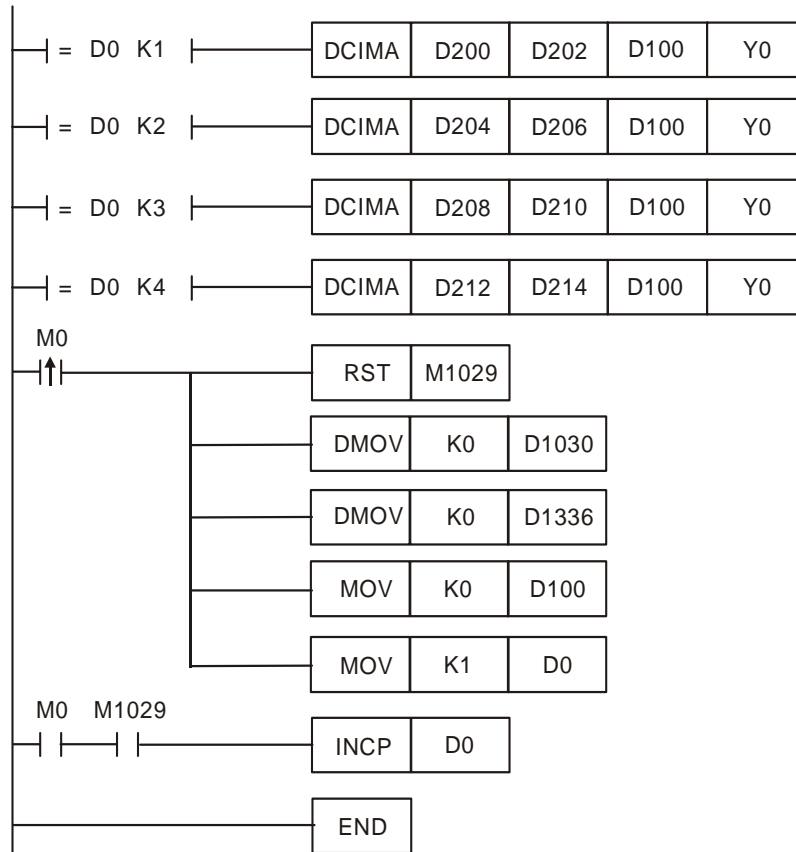 = D0 K1 DCIMA D200 D202 D100 Y0
= D0 K2 DCIMA D204 D206 D100 Y0
= D0 K3 DCIMA D208 D210 D100 Y0
= D0 K4 DCIMA D212 D214 D100 Y0
M0
RST M1029
DMOV K0 D1030
DMOV K0 D1336
MOV K0 D100
MOV K1 D0
M0 M1029
INCP D0
END